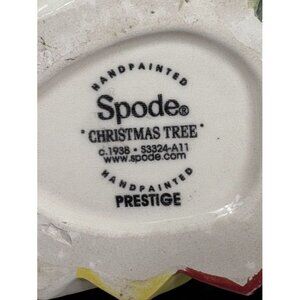 HANDPAINTED
Spode®
"CHRISTMAS TREE"
c.1938 • S3324-A11
www.spode.com
HANDPAINTED
PRESTIGE